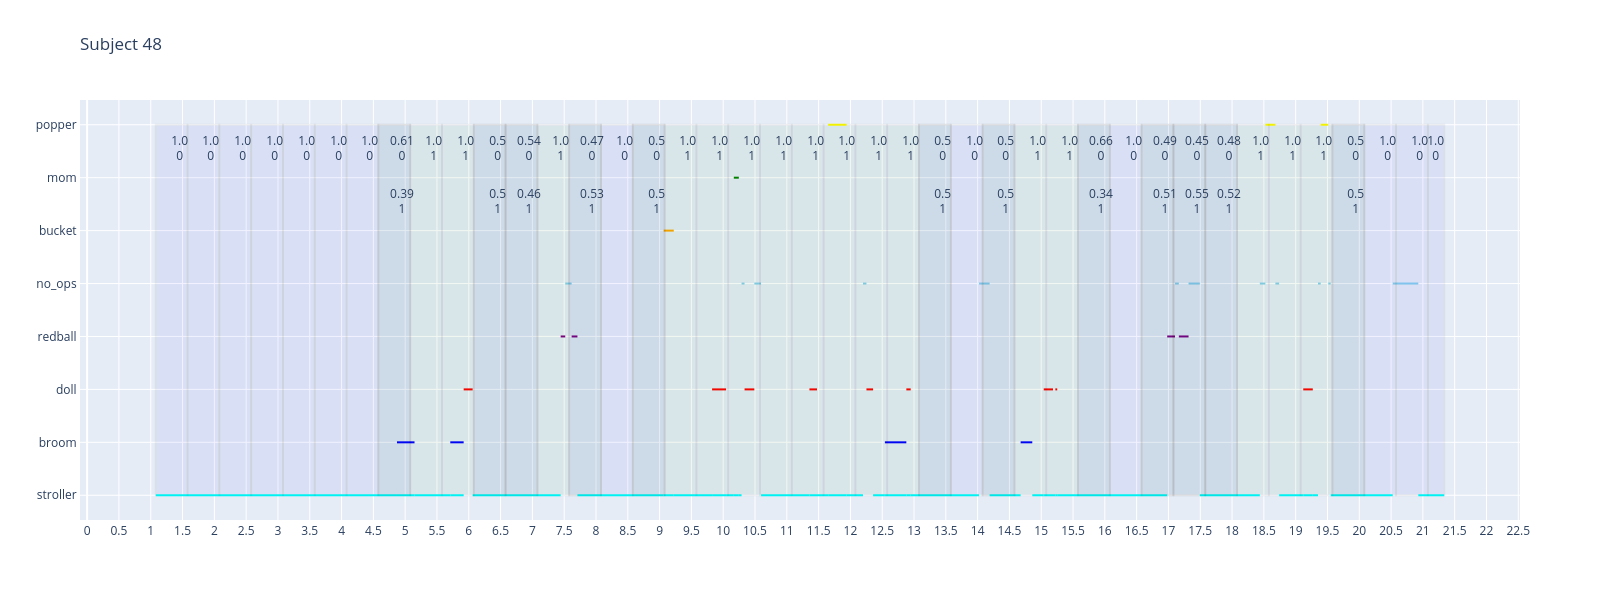 Subject 48
popper
1.0 1.0 1.0 1.0 1.0 1.0 1.0 0.61 1.0 1.0 0.5 0.54 1.0 0.47 1.0 0.5 1.0 1.0 1.0 1.0 1.0 1.0 1.0 1.0 0.5 1.0 0.5 1.0 1.0 0.66 1.0 0.49 0.45 0.48 1.0 1.0 1.0 0.5 1.0 1.0 1.0
0 0 0 0 0 0 0 0 1 1 0 0 1 0 0 0 1 1 1 1 1 1 1 1 0 0 0 1 1 0 0 0 0 0 1 1 1 0 0 0 0
mom
0.39 0.5 0.46 0.53 0.5 0.5 0.5 0.34 0.51 0.55 0.52 0.5
1 1 1 1 1 1 1 1 1 1 1 1
bucket
no_ops
redball
doll
broom
stroller
0 0.5 1 1.5 2 2.5 3 3.5 4 4.5 5 5.5 6 6.5 7 7.5 8 8.5 9 9.5 10 10.5 11 11.5 12 12.5 13 13.5 14 14.5 15 15.5 16 16.5 17 17.5 18 18.5 19 19.5 20 20.5 21 21.5 22 22.5